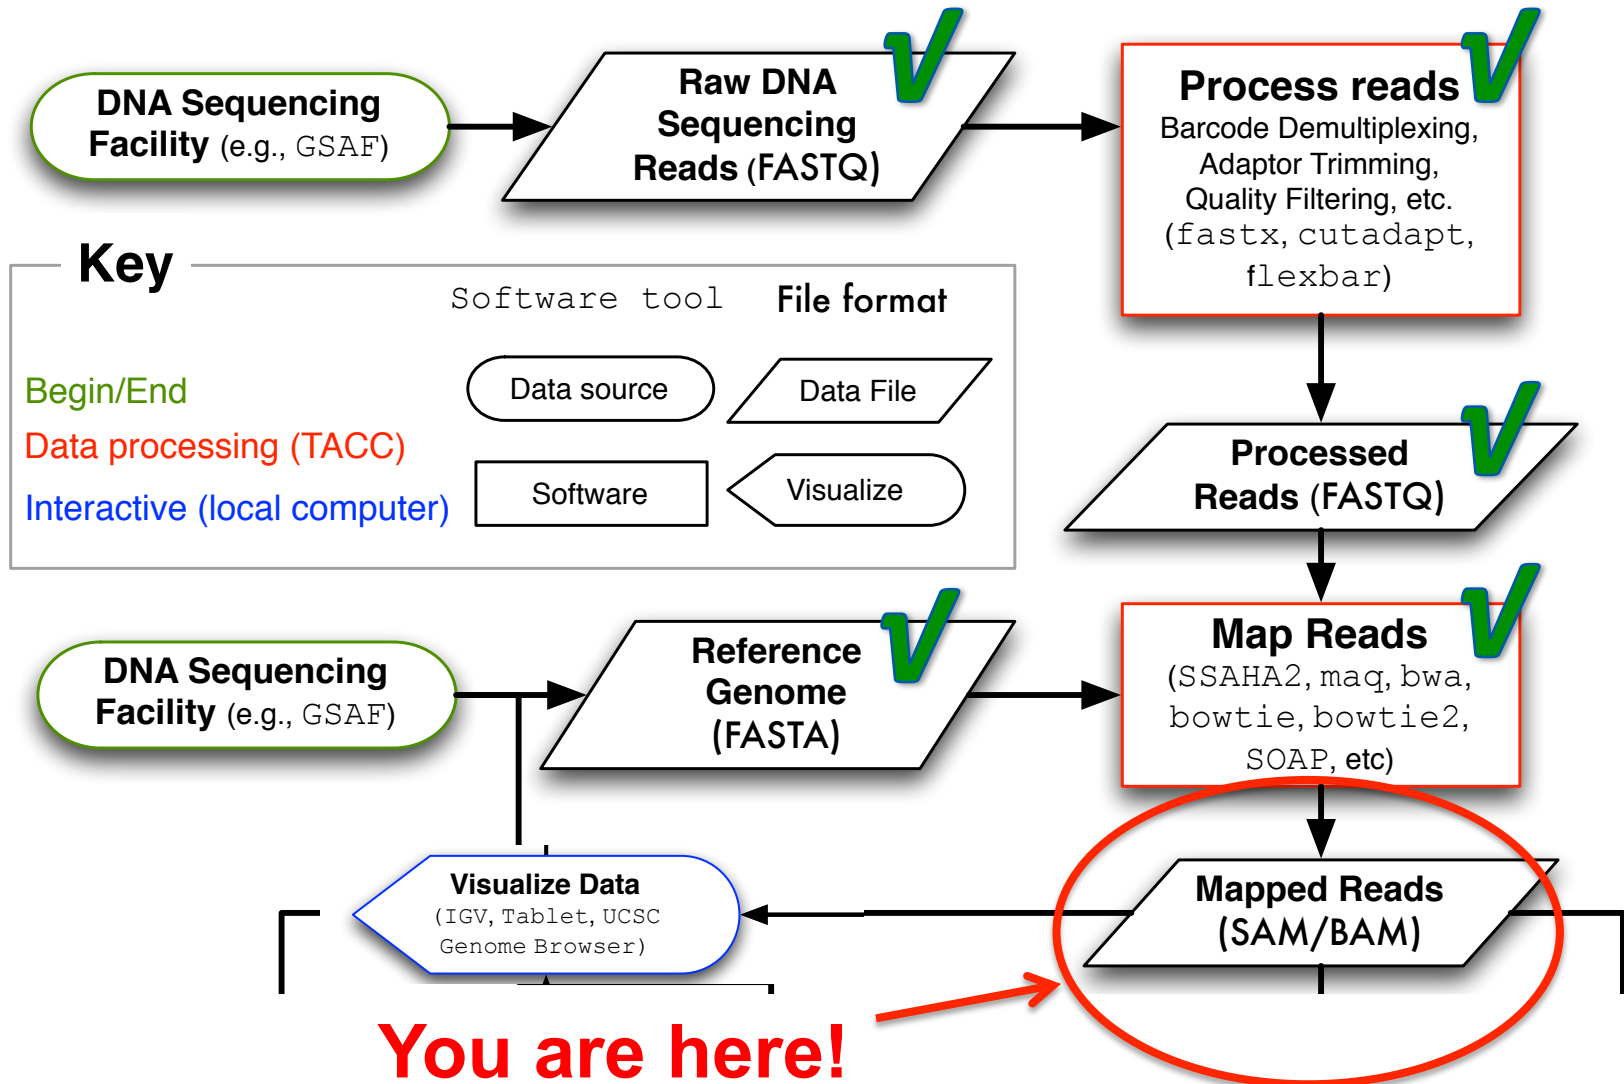 DNA Sequencing
Facility (e.g., GSAF)
Raw DNA
Sequencing
Reads (FASTQ)
Process reads
Barcode Demultiplexing,
Adaptor Trimming,
Quality Filtering, etc.
(fastx, cutadapt,
flexbar)
Key
Software tool
File format
Begin/End
Data source
Data File
Data processing (TACC)
Interactive (local computer)
Software
Visualize
Processed
Reads (FASTQ)
DNA Sequencing
Facility (e.g., GSAF)
Reference
Genome
(FASTA)
Map Reads
(SSAHA2, maq, bwa,
bowtie, bowtie2,
SOAP, etc)
Visualize Data
(IGV, Tablet, UCSC
Genome Browser)
Mapped Reads
(SAM/BAM)
You are here!